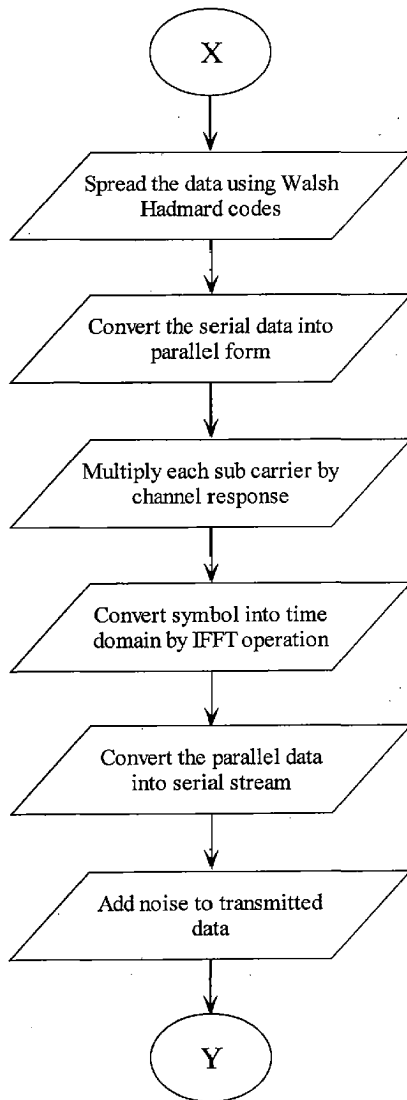 X
Spread the data using Walsh
Hadmard codes
Convert the serial data into
parallel form
Multiply each sub carrier by
channel response
Convert symbol into time
domain by IFFT operation
Convert the parallel data
into serial stream
Add noise to transmitted
data
Y